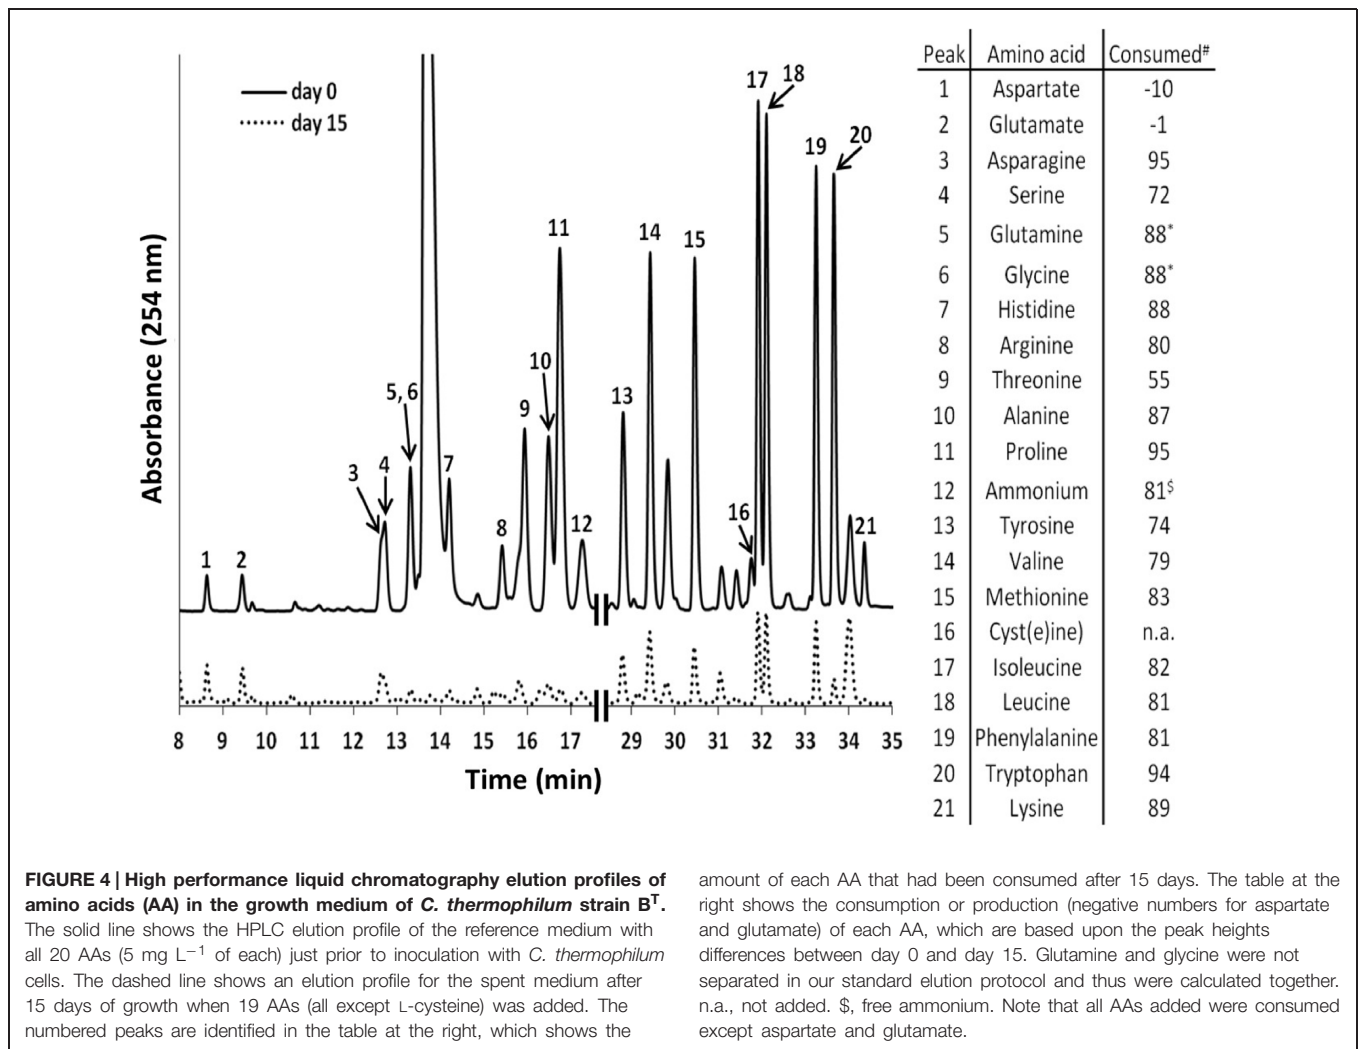 day 0
day 15
Absorbance (254 nm)
1
2
3
4
5, 6
7
8
9
10
11
12
13
14
15
16
17
18
19
20
21
8 9 10 11 12 13 14 15 16 17 29 30 31 32 33 34 35
Time (min)
Peak Amino acid Consumed#
1 Aspartate -10
2 Glutamate -1
3 Asparagine 95
4 Serine 72
5 Glutamine 88*
6 Glycine 88*
7 Histidine 88
8 Arginine 80
9 Threonine 55
10 Alanine 87
11 Proline 95
12 Ammonium 81$
13 Tyrosine 74
14 Valine 79
15 Methionine 83
16 Cyst(e)ine) n.a.
17 Isoleucine 82
18 Leucine 81
19 Phenylalanine 81
20 Tryptophan 94
21 Lysine 89
FIGURE 4 | High performance liquid chromatography elution profiles of
amino acids (AA) in the growth medium of C. thermophilum strain Bᵀ.
The solid line shows the HPLC elution profile of the reference medium with
all 20 AAs (5 mg L⁻¹ of each) just prior to inoculation with C. thermophilum
cells. The dashed line shows an elution profile for the spent medium after
15 days of growth when 19 AAs (all except L-cysteine) was added. The
numbered peaks are identified in the table at the right, which shows the
amount of each AA that had been consumed after 15 days. The table at the
right shows the consumption or production (negative numbers for aspartate
and glutamate) of each AA, which are based upon the peak heights
differences between day 0 and day 15. Glutamine and glycine were not
separated in our standard elution protocol and thus were calculated together.
n.a., not added. $, free ammonium. Note that all AAs added were consumed
except aspartate and glutamate.